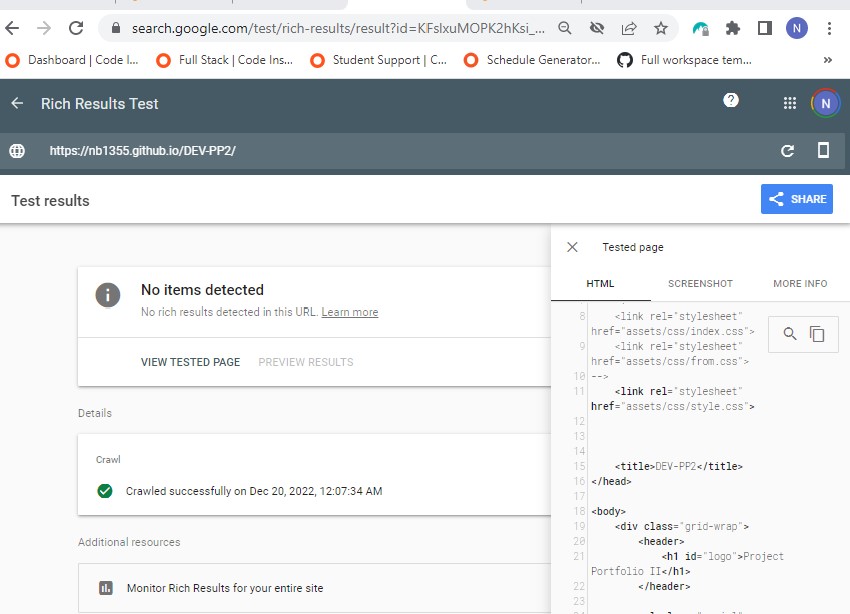 search.google.com/test/rich-results/result?id=KFslxuMOPK2hKsi_...
N
Dashboard | Code I...
Full Stack | Code Ins...
Student Support | C...
Schedule Generator...
Full workspace tem...
»
Rich Results Test
N
https://nb1355.github.io/DEV-PP2/
Test results
SHARE
No items detected
No rich results detected in this URL. Learn more
VIEW TESTED PAGE
PREVIEW RESULTS
Details
Crawl
Crawled successfully on Dec 20, 2022, 12:07:34 AM
Additional resources
Monitor Rich Results for your entire site
Tested page
HTML
SCREENSHOT
MORE INFO
8 <link rel="stylesheet"
href="assets/css/index.css">
9 <link rel="stylesheet"
href="assets/css/from.css">
10 -->
11 <link rel="stylesheet"
href="assets/css/style.css">
12
13
14
15 <title>DEV-PP2</title>
16 </head>
17
18 <body>
19 <div class="grid-wrap">
20 <header>
21 <h1 id="logo">Project
Portfolio II</h1>
22 </header>
23